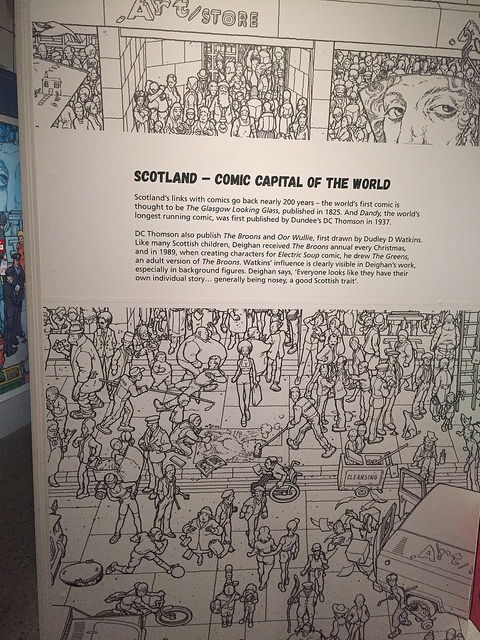 Art/STORE
SCOTLAND – COMIC CAPITAL OF THE WORLD
Scotland's links with comics go back nearly 200 years – the world's first comic is
thought to be The Glasgow Looking Glass, published in 1825. And Dandy, the world's
longest running comic, was first published by Dundee's DC Thomson in 1937.
DC Thomson also publish The Broons and Oor Wullie, first drawn by Dudley D Watkins.
Like many Scottish children, Deighan received The Broons annual every Christmas,
and in 1989, when creating characters for Electric Soup comic, he drew The Greens,
an adult version of The Broons. Watkins' influence is clearly visible in Deighan's work,
especially in background figures. Deighan says, 'Everyone looks like they have their
own individual story... generally being nosey, a good Scottish trait'.
CLEANSING
Art